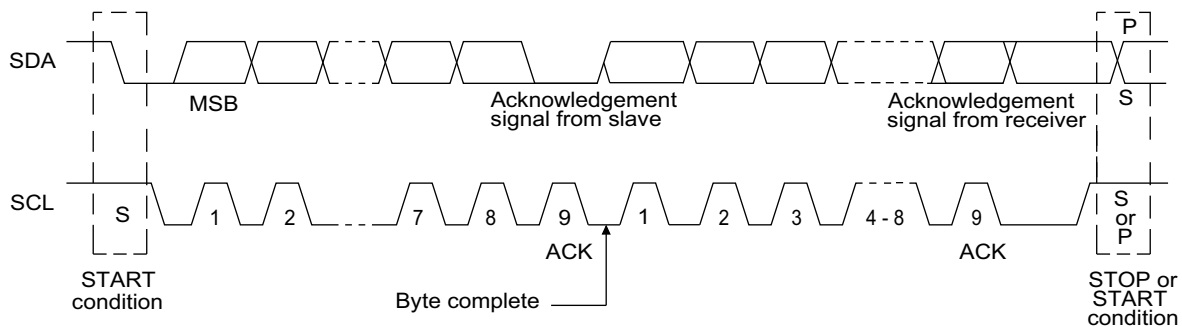 P
SDA
MSB
Acknowledgement
signal from slave
Acknowledgement
signal from receiver
S
SCL
S
1
2
7
8
9
1
2
3
4 - 8
9
S
or
P
ACK
ACK
START
condition
Byte complete
STOP or
START
condition